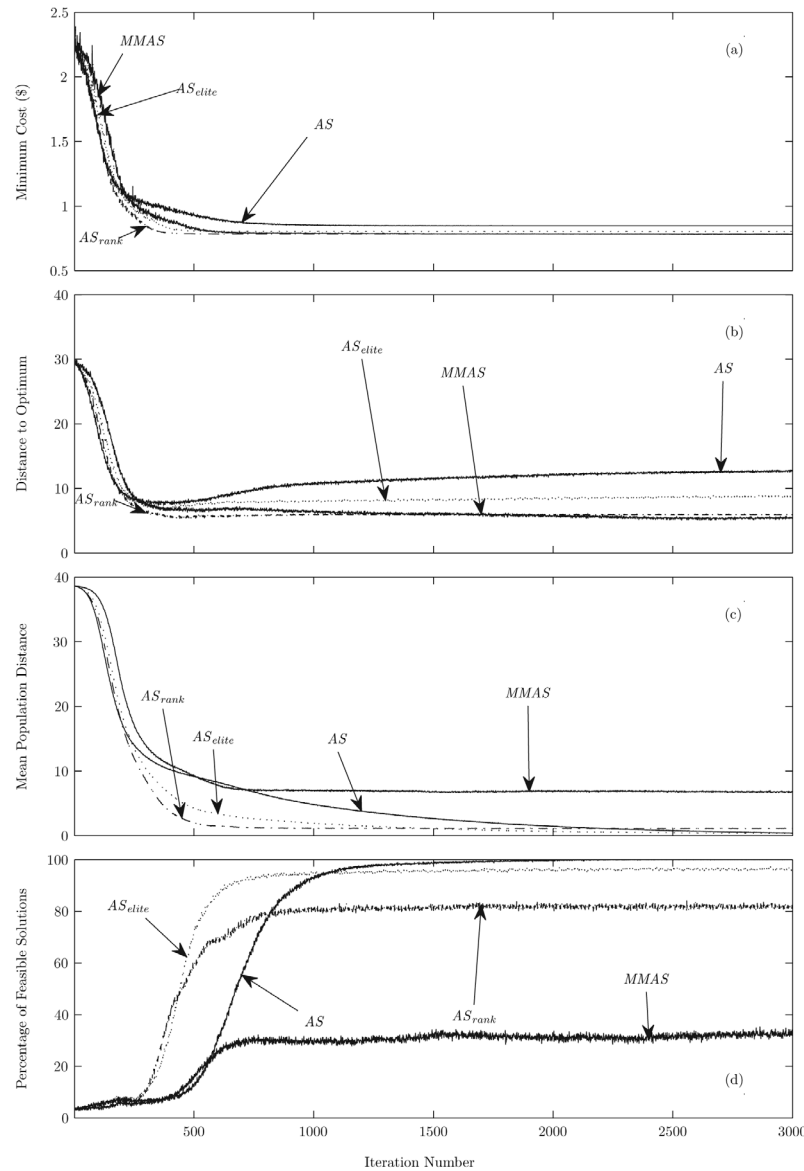 Minimum Cost ($)
2.5
2
1.5
1
0.5
(a)
MMAS
AS_elite
AS
AS_rank
Distance to Optimum
40
30
20
10
0
(b)
AS_elite
MMAS
AS
AS_rank
Mean Population Distance
40
30
20
10
0
(c)
AS_rank
AS_elite
AS
MMAS
Percentage of Feasible Solutions
100
80
60
40
20
0
AS_elite
AS
AS_rank
MMAS
(d)
500 1000 1500 2000 2500 3000
Iteration Number